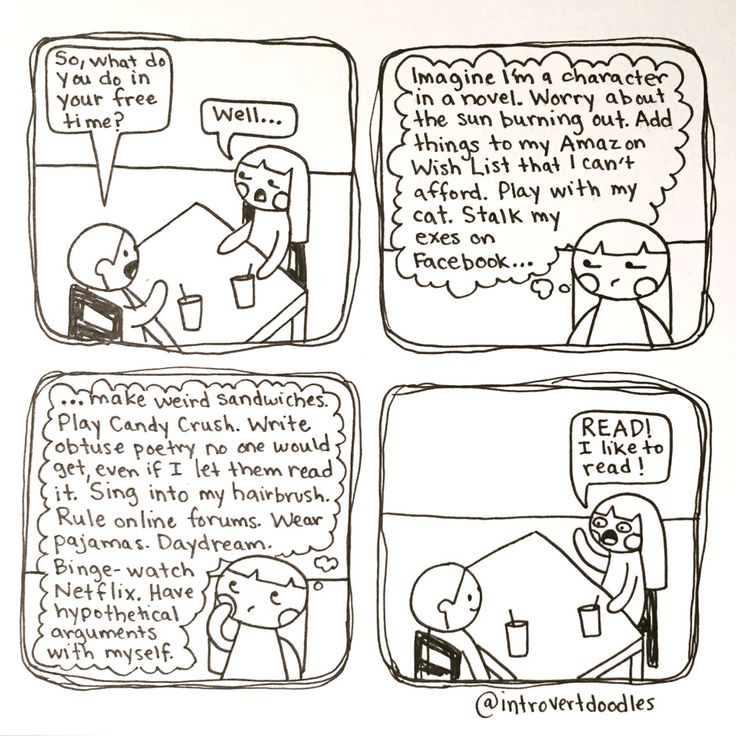 So, what do
you do in
your free
time?
Well...
Imagine I'm a character
in a novel. Worry about
the sun burning out. Add
things to my Amazon
Wish List that I can't
afford. Play with my
cat. Stalk my
exes on
Facebook...
...make weird sandwiches.
Play Candy Crush. Write
obtuse poetry no one would
get, even if I let them read
it. Sing into my hairbrush.
Rule online forums. Wear
pajamas. Daydream.
Binge-watch
Netflix. Have
hypothetical
arguments
with myself.
READ!
I like to
read!
@introvertdoodles